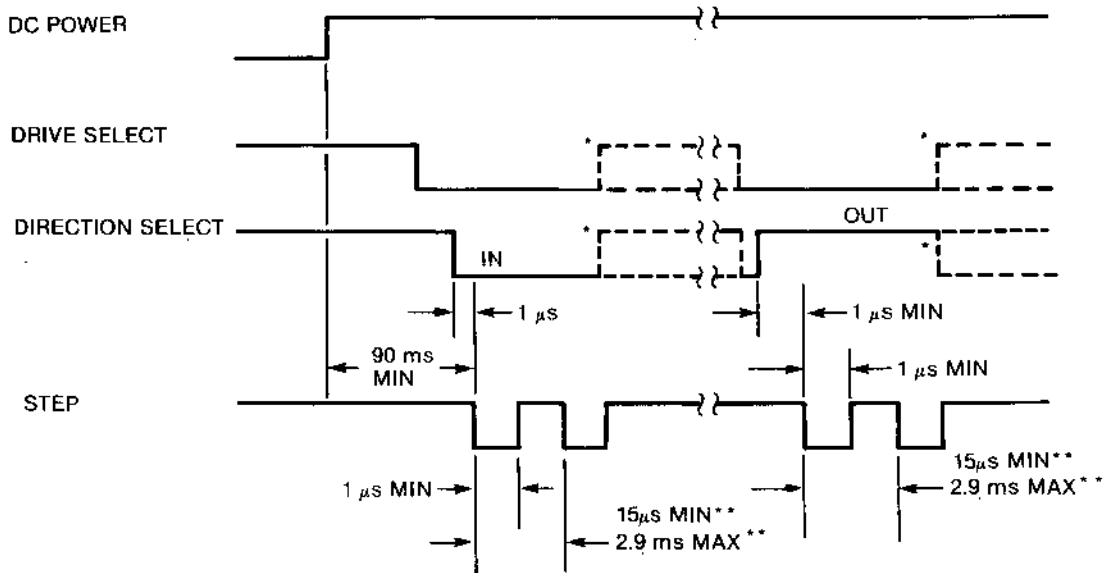 DC POWER
DRIVE SELECT
*
*
DIRECTION SELECT
OUT
*
*
IN
1 μs
1 μs MIN
90 ms
MIN
1 μs MIN
STEP
1 μs MIN
15μs MIN**
2.9 ms MAX**
15μs MIN**
2.9 ms MAX**